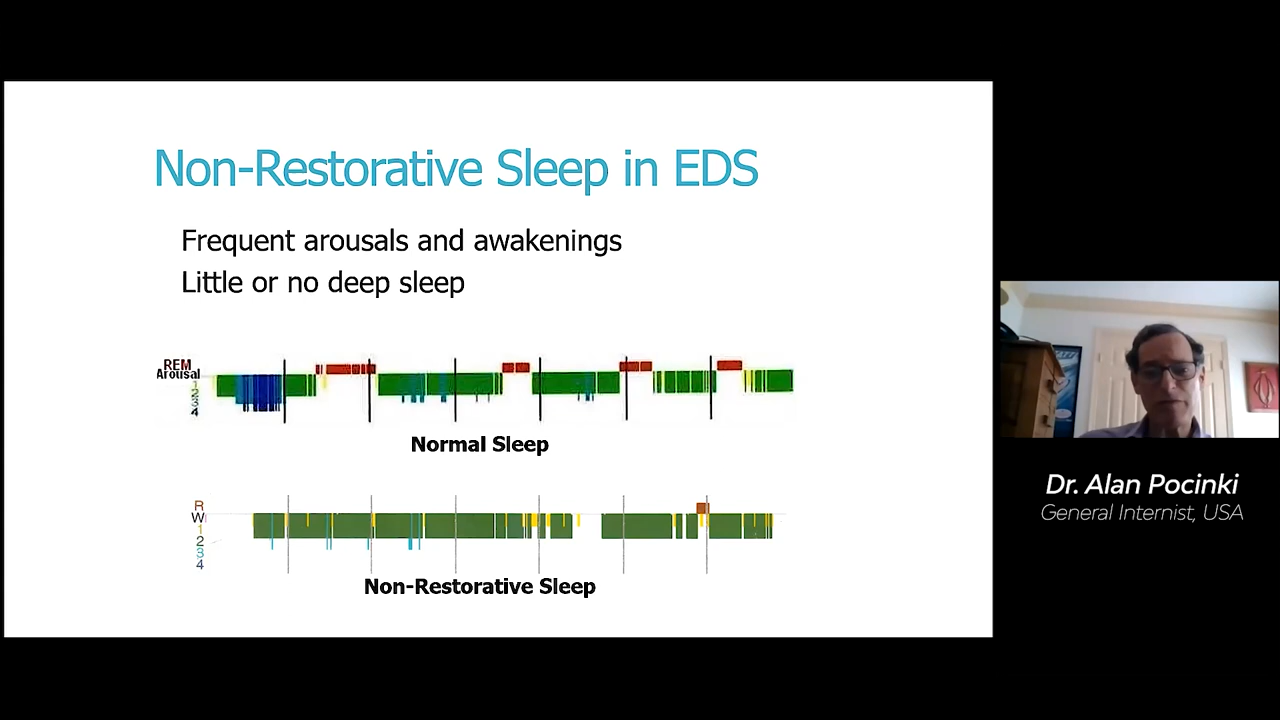 Non-Restorative Sleep in EDS
Frequent arousals and awakenings
Little or no deep sleep
REM
Arousal
1
2
3
4
Normal Sleep
R
W
1
2
3
4
Non-Restorative Sleep
Dr. Alan Pocinki
General Internist, USA